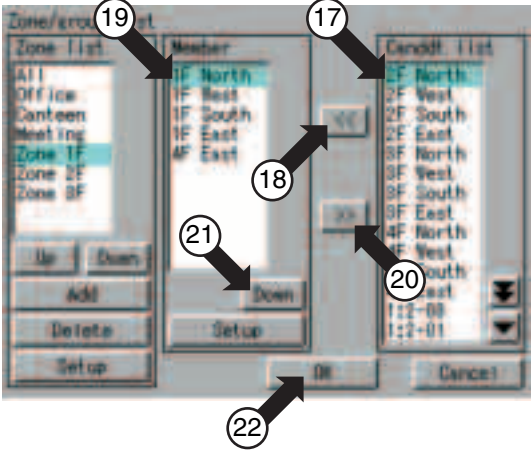 Zone/group list
Zone list
All
Office
Canteen
Meeting
Zone 1F
Zone 2F
Zone 3F
Up
Down
Add
Delete
Setup
Member
1F North
1F West
1F South
1F East
4F East
Down
Setup
<<
>>
Canddt. list
2F North
2F West
2F South
2F East
3F North
3F West
3F South
3F East
4F North
4F West
South
East
1:2-00
1:2-01
OK
Cancel
19
17
18
21
20
22